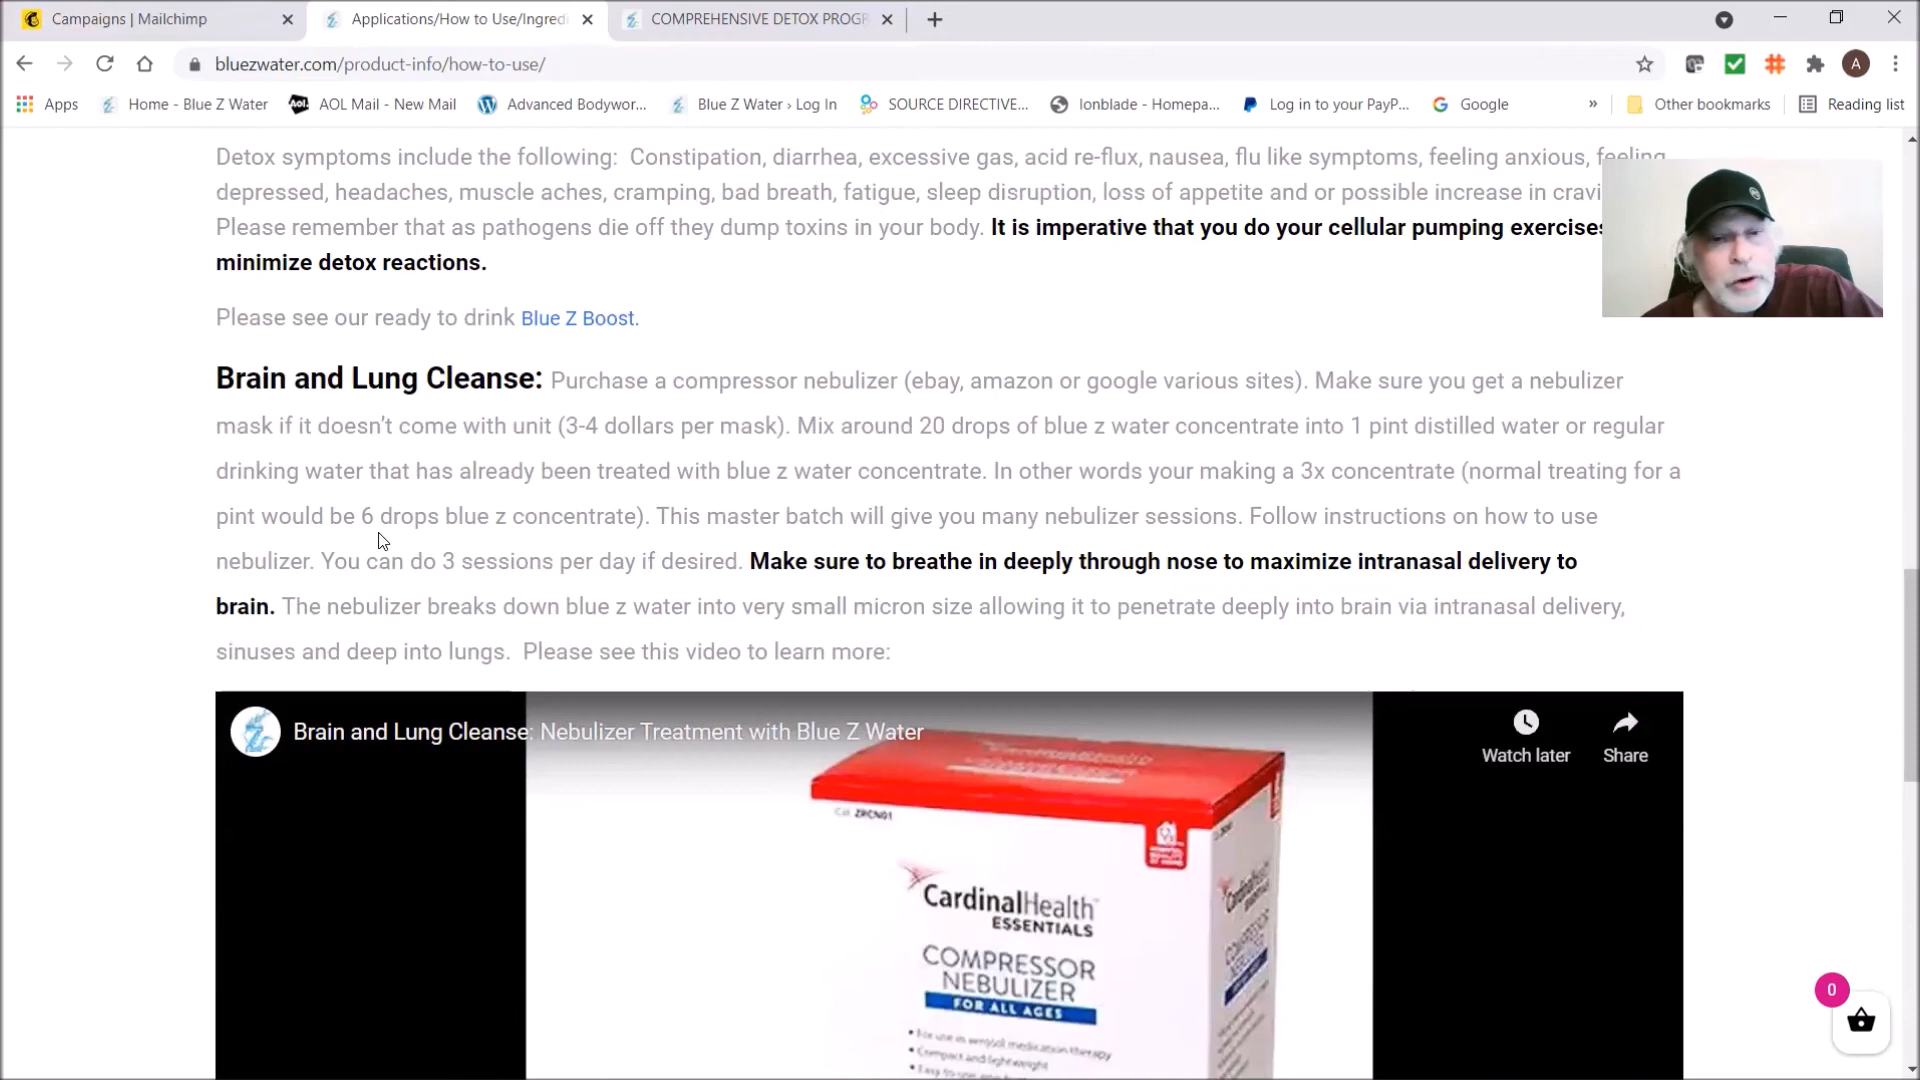 Campaigns | Mailchimp
Applications/How to Use/Ingredi
COMPREHENSIVE DETOX PROGR
bluezwater.com/product-info/how-to-use/
A
Apps
Home - Blue Z Water
AOL Mail - New Mail
Advanced Bodywor...
Blue Z Water › Log In
SOURCE DIRECTIVE...
Ionblade - Homepa...
Log in to your PayP...
Google
»
Other bookmarks
Reading list
Detox symptoms include the following: Constipation, diarrhea, excessive gas, acid re-flux, nausea, flu like symptoms, feeling anxious, feeling
depressed, headaches, muscle aches, cramping, bad breath, fatigue, sleep disruption, loss of appetite and or possible increase in cravi
Please remember that as pathogens die off they dump toxins in your body. It is imperative that you do your cellular pumping exercises
minimize detox reactions.
Please see our ready to drink Blue Z Boost.
Brain and Lung Cleanse: Purchase a compressor nebulizer (ebay, amazon or google various sites). Make sure you get a nebulizer
mask if it doesn’t come with unit (3-4 dollars per mask). Mix around 20 drops of blue z water concentrate into 1 pint distilled water or regular
drinking water that has already been treated with blue z water concentrate. In other words your making a 3x concentrate (normal treating for a
pint would be 6 drops blue z concentrate). This master batch will give you many nebulizer sessions. Follow instructions on how to use
nebulizer. You can do 3 sessions per day if desired. Make sure to breathe in deeply through nose to maximize intranasal delivery to
brain. The nebulizer breaks down blue z water into very small micron size allowing it to penetrate deeply into brain via intranasal delivery,
sinuses and deep into lungs. Please see this video to learn more:
Brain and Lung Cleanse: Nebulizer Treatment with Blue Z Water
Watch later
Share
Cat. ZRCN01
CardinalHealth™
ESSENTIALS
COMPRESSOR
NEBULIZER
FOR ALL AGES
• For use in aerosol medication therapy
• Compact and lightweight
0